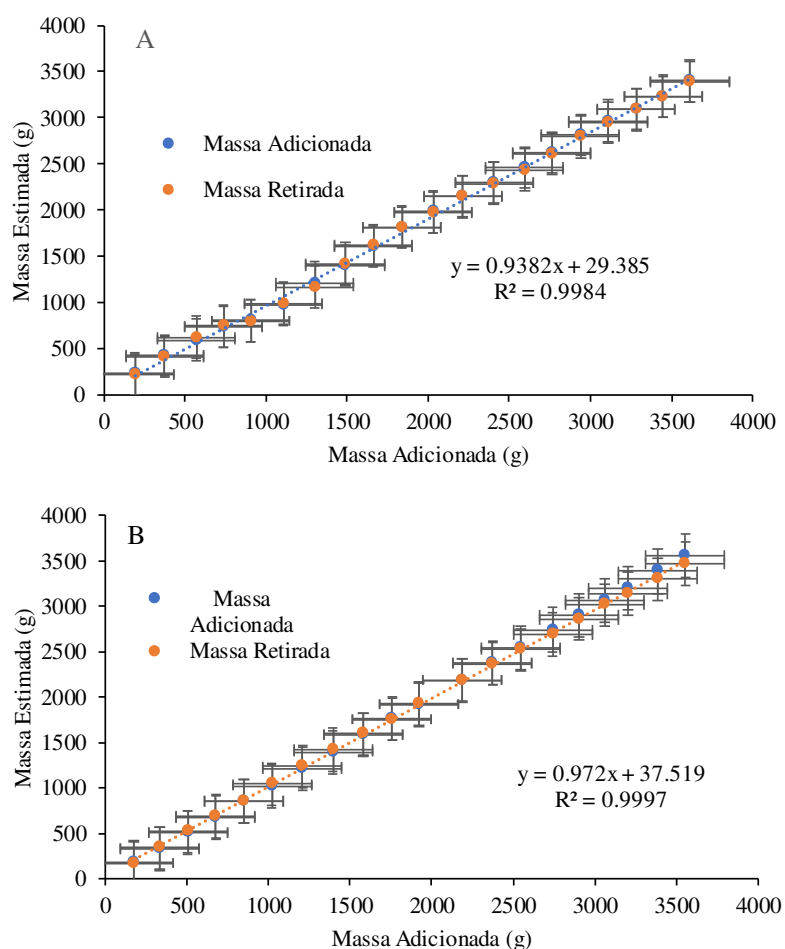 A
4000
3500
3000
2500
2000
1500
1000
500
0
Massa Estimada (g)
Massa Adicionada
Massa Retirada
y = 0.9382x + 29.385
R² = 0.9984
0 500 1000 1500 2000 2500 3000 3500 4000
Massa Adicionada (g)
B
4000
3500
3000
2500
2000
1500
1000
500
0
Massa Estimada (g)
Massa
Adicionada
Massa Retirada
y = 0.972x + 37.519
R² = 0.9997
0 500 1000 1500 2000 2500 3000 3500 4000
Massa Adicionada (g)